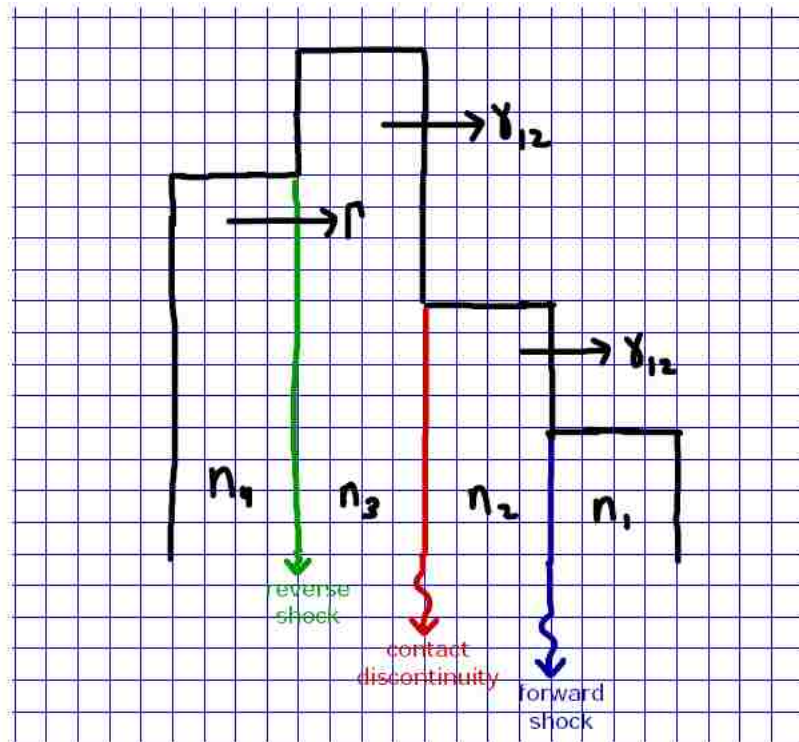 γ₁₂
Γ
γ₁₂
n₄
n₃
n₂
n₁
reverse
shock
contact
discontinuity
forward
shock